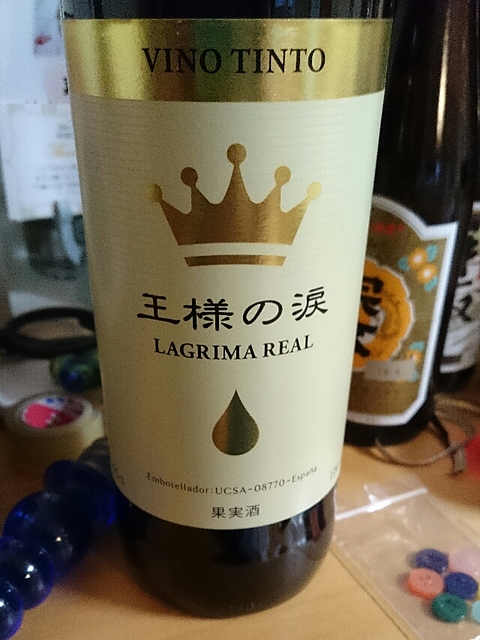 VINO TINTO
王様の涙
LAGRIMA REAL
Embotellador:UCSA-08770-España
果実酒